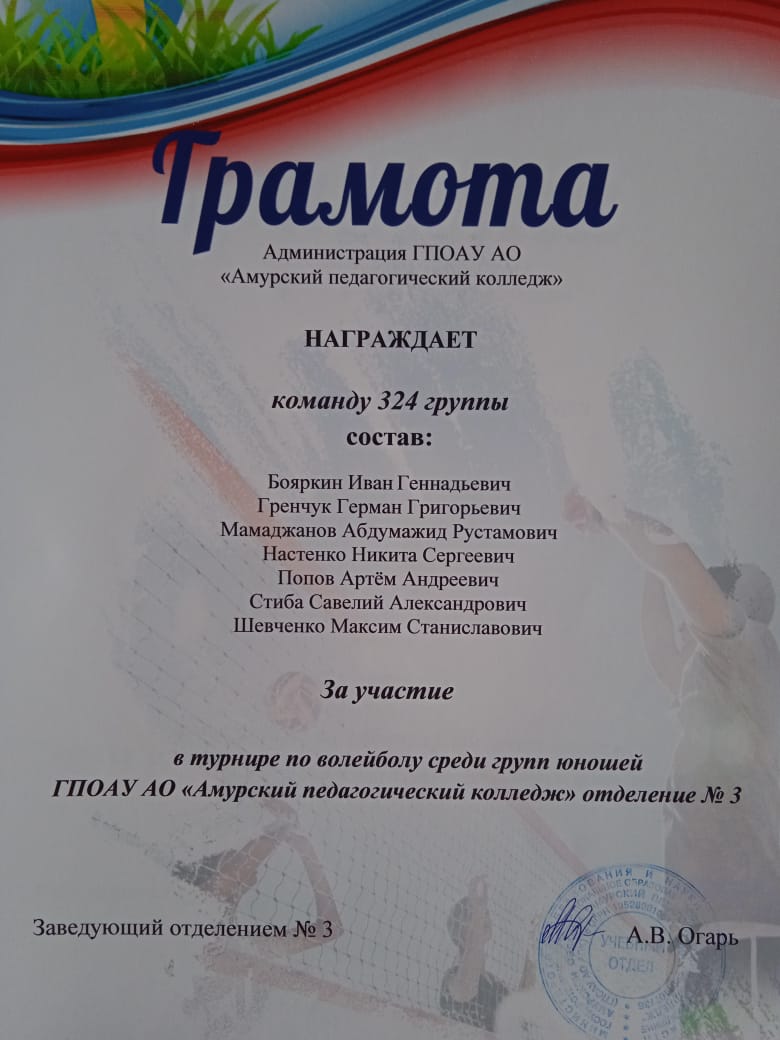 Грамота
Администрация ГПОАУ АО
«Амурский педагогический колледж»
НАГРАЖДАЕТ
команду 324 группы
состав:
Бояркин Иван Геннадьевич
Гренчук Герман Григорьевич
Мамаджанов Абдумажид Рустамович
Настенко Никита Сергеевич
Попов Артём Андреевич
Стиба Савелий Александрович
Шевченко Максим Станиславович
За участие
в турнире по волейболу среди групп юношей
ГПОАУ АО «Амурский педагогический колледж» отделение № 3
Заведующий отделением № 3
А.В. Огарь
УЧЕБНЫЙ
ОТДЕЛ